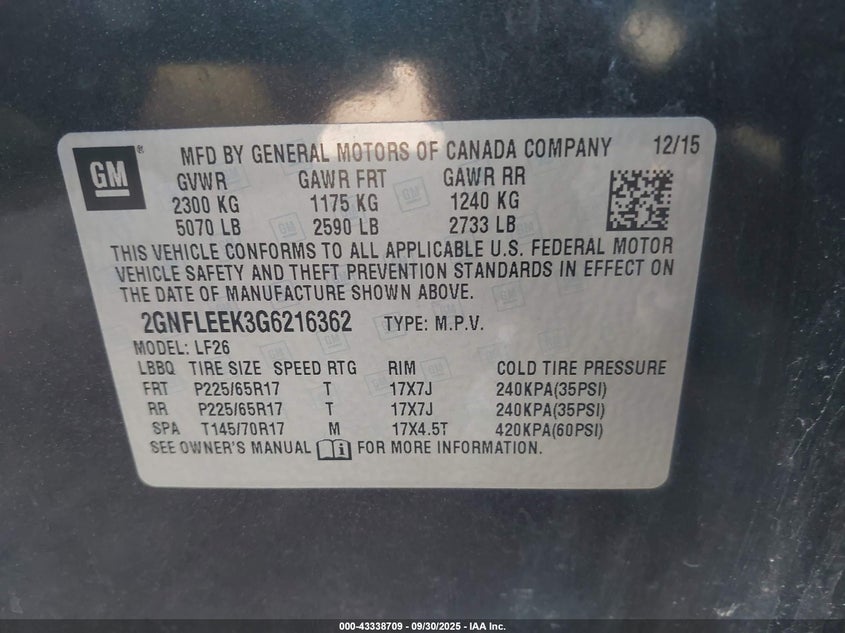 GM ® MFD BY GENERAL MOTORS OF CANADA COMPANY 12/15
GVWR GAWR FRT GAWR RR
2300 KG 1175 KG 1240 KG
5070 LB 2590 LB 2733 LB
THIS VEHICLE CONFORMS TO ALL APPLICABLE U.S. FEDERAL MOTOR
VEHICLE SAFETY AND THEFT PREVENTION STANDARDS IN EFFECT ON
THE DATE OF MANUFACTURE SHOWN ABOVE.
2GNFLEEK3G6216362 TYPE: M.P.V.
MODEL: LF26
LBBQ TIRE SIZE SPEED RTG RIM COLD TIRE PRESSURE
FRT P225/65R17 T 17X7J 240KPA(35PSI)
RR P225/65R17 T 17X7J 240KPA(35PSI)
SPA T145/70R17 M 17X4.5T 420KPA(60PSI)
SEE OWNER'S MANUAL i FOR MORE INFORMATION.
000-43338709 - 09/30/2025 - IAA Inc.